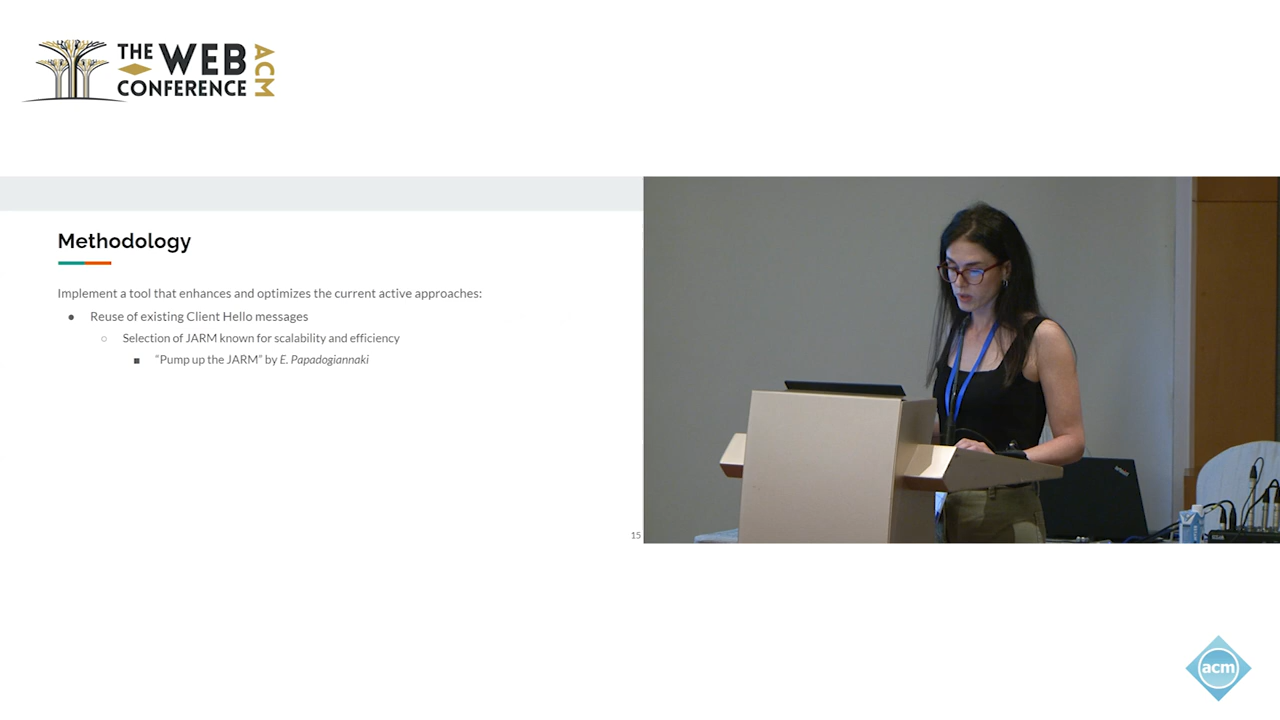 THE WEB
CONFERENCE
ACM
Methodology
Implement a tool that enhances and optimizes the current active approaches:
● Reuse of existing Client Hello messages
○ Selection of JARM known for scalability and efficiency
■ “Pump up the JARM” by E. Papadogiannaki
15
ThinkPad
acm